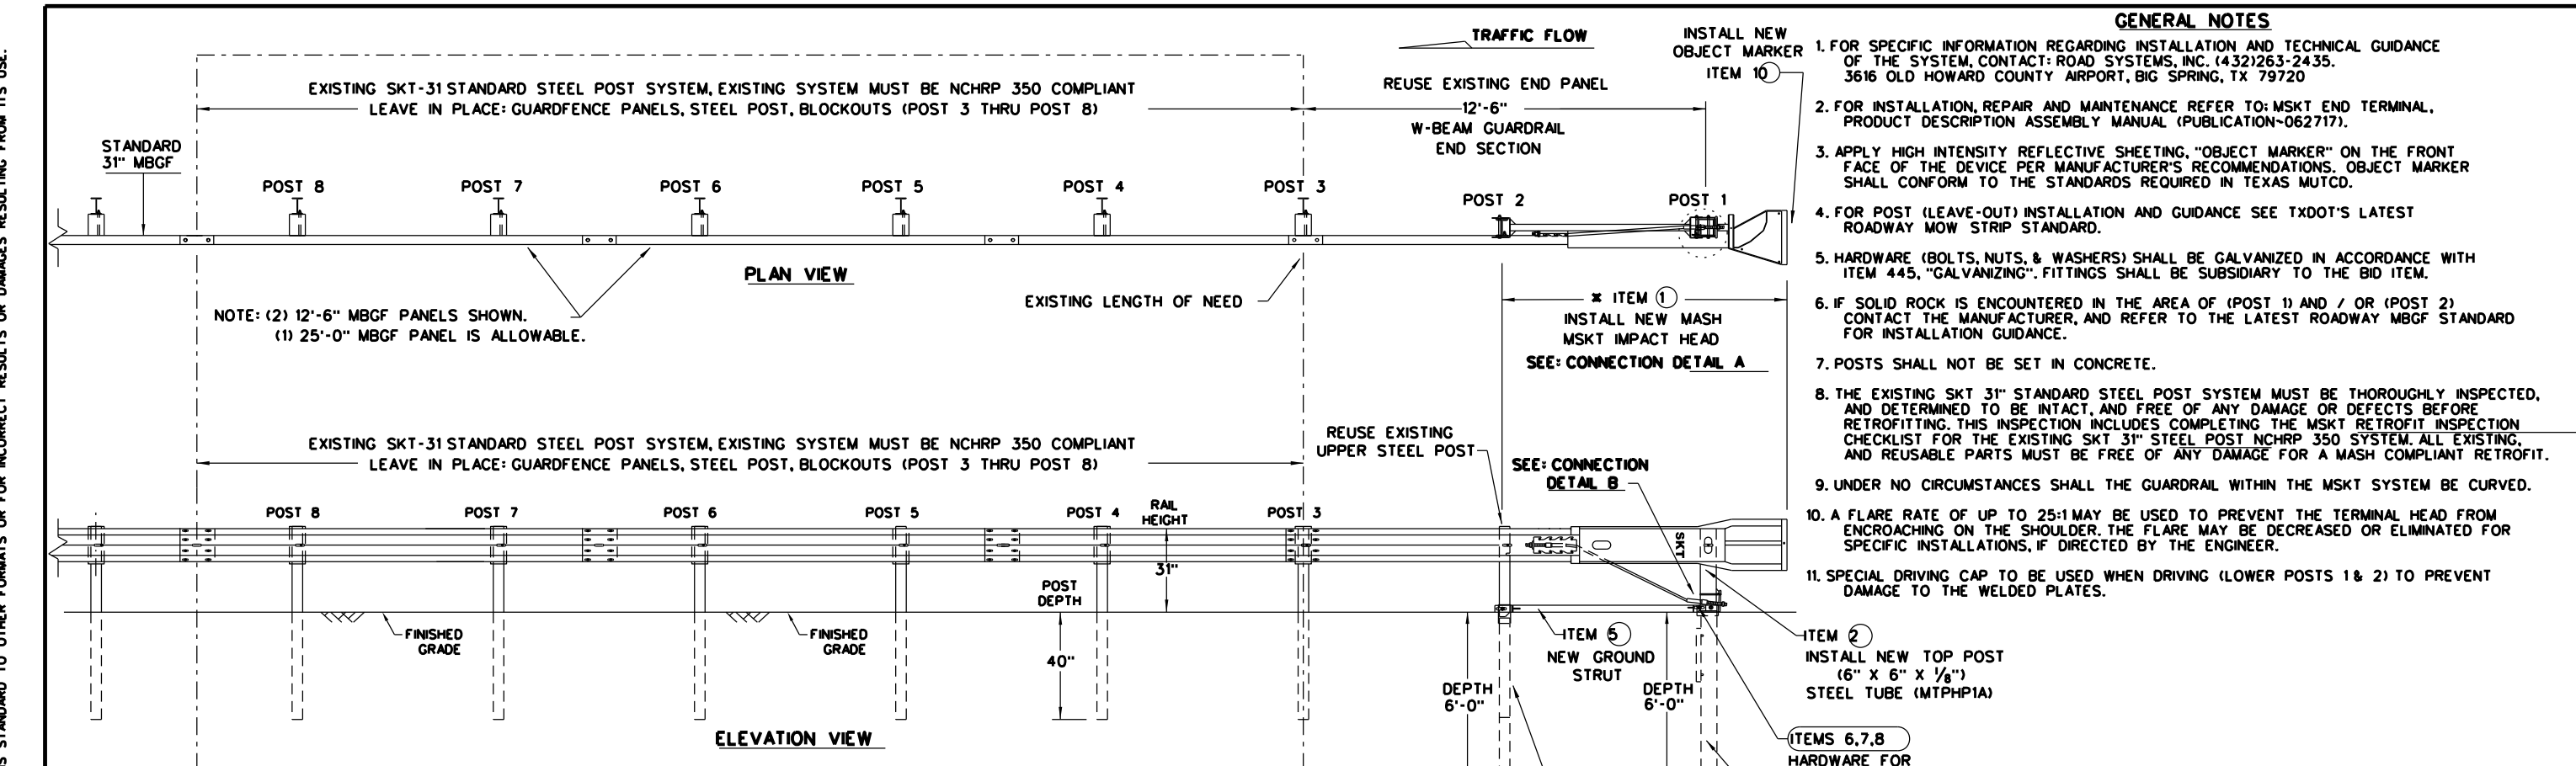 IS STANDARD TO OTHER FORMATS OR FOR INCORRECT RESULTS OR DAMAGES RESULTING FROM ITS USE.
TRAFFIC FLOW
INSTALL NEW
OBJECT MARKER
ITEM 10
EXISTING SKT-31 STANDARD STEEL POST SYSTEM, EXISTING SYSTEM MUST BE NCHRP 350 COMPLIANT
LEAVE IN PLACE: GUARDFENCE PANELS, STEEL POST, BLOCKOUTS (POST 3 THRU POST 8)
REUSE EXISTING END PANEL
12'-6"
W-BEAM GUARDRAIL
END SECTION
STANDARD
31" MBGF
POST 8
POST 7
POST 6
POST 5
POST 4
POST 3
POST 2
POST 1
PLAN VIEW
EXISTING LENGTH OF NEED
NOTE: (2) 12'-6" MBGF PANELS SHOWN.
(1) 25'-0" MBGF PANEL IS ALLOWABLE.
* ITEM 1
INSTALL NEW MASH
MSKT IMPACT HEAD
SEE: CONNECTION DETAIL A
EXISTING SKT-31 STANDARD STEEL POST SYSTEM, EXISTING SYSTEM MUST BE NCHRP 350 COMPLIANT
LEAVE IN PLACE: GUARDFENCE PANELS, STEEL POST, BLOCKOUTS (POST 3 THRU POST 8)
REUSE EXISTING
UPPER STEEL POST
SEE: CONNECTION
DETAIL B
POST 8
POST 7
POST 6
POST 5
POST 4
RAIL
HEIGHT
POST 3
31"
SKT
POST
DEPTH
40"
FINISHED
GRADE
FINISHED
GRADE
ITEM 5
NEW GROUND
STRUT
DEPTH
6'-0"
DEPTH
6'-0"
ITEM 2
INSTALL NEW TOP POST
(6" X 6" X 1/8")
STEEL TUBE (MTPHP1A)
ITEMS 6,7,8
HARDWARE FOR
ELEVATION VIEW
GENERAL NOTES
1. FOR SPECIFIC INFORMATION REGARDING INSTALLATION AND TECHNICAL GUIDANCE
OF THE SYSTEM, CONTACT: ROAD SYSTEMS, INC. (432)263-2435.
3616 OLD HOWARD COUNTY AIRPORT, BIG SPRING, TX 79720
2. FOR INSTALLATION, REPAIR AND MAINTENANCE REFER TO: MSKT END TERMINAL,
PRODUCT DESCRIPTION ASSEMBLY MANUAL (PUBLICATION-062717).
3. APPLY HIGH INTENSITY REFLECTIVE SHEETING, "OBJECT MARKER" ON THE FRONT
FACE OF THE DEVICE PER MANUFACTURER'S RECOMMENDATIONS. OBJECT MARKER
SHALL CONFORM TO THE STANDARDS REQUIRED IN TEXAS MUTCD.
4. FOR POST (LEAVE-OUT) INSTALLATION AND GUIDANCE SEE TXDOT'S LATEST
ROADWAY MOW STRIP STANDARD.
5. HARDWARE (BOLTS, NUTS, & WASHERS) SHALL BE GALVANIZED IN ACCORDANCE WITH
ITEM 445, "GALVANIZING". FITTINGS SHALL BE SUBSIDIARY TO THE BID ITEM.
6. IF SOLID ROCK IS ENCOUNTERED IN THE AREA OF (POST 1) AND / OR (POST 2)
CONTACT THE MANUFACTURER, AND REFER TO THE LATEST ROADWAY MBGF STANDARD
FOR INSTALLATION GUIDANCE.
7. POSTS SHALL NOT BE SET IN CONCRETE.
8. THE EXISTING SKT 31" STANDARD STEEL POST SYSTEM MUST BE THOROUGHLY INSPECTED,
AND DETERMINED TO BE INTACT, AND FREE OF ANY DAMAGE OR DEFECTS BEFORE
RETROFITTING. THIS INSPECTION INCLUDES COMPLETING THE MSKT RETROFIT INSPECTION
CHECKLIST FOR THE EXISTING SKT 31" STEEL POST NCHRP 350 SYSTEM. ALL EXISTING,
AND REUSABLE PARTS MUST BE FREE OF ANY DAMAGE FOR A MASH COMPLIANT RETROFIT.
9. UNDER NO CIRCUMSTANCES SHALL THE GUARDRAIL WITHIN THE MSKT SYSTEM BE CURVED.
10. A FLARE RATE OF UP TO 25:1 MAY BE USED TO PREVENT THE TERMINAL HEAD FROM
ENCROACHING ON THE SHOULDER. THE FLARE MAY BE DECREASED OR ELIMINATED FOR
SPECIFIC INSTALLATIONS, IF DIRECTED BY THE ENGINEER.
11. SPECIAL DRIVING CAP TO BE USED WHEN DRIVING (LOWER POSTS 1 & 2) TO PREVENT
DAMAGE TO THE WELDED PLATES.